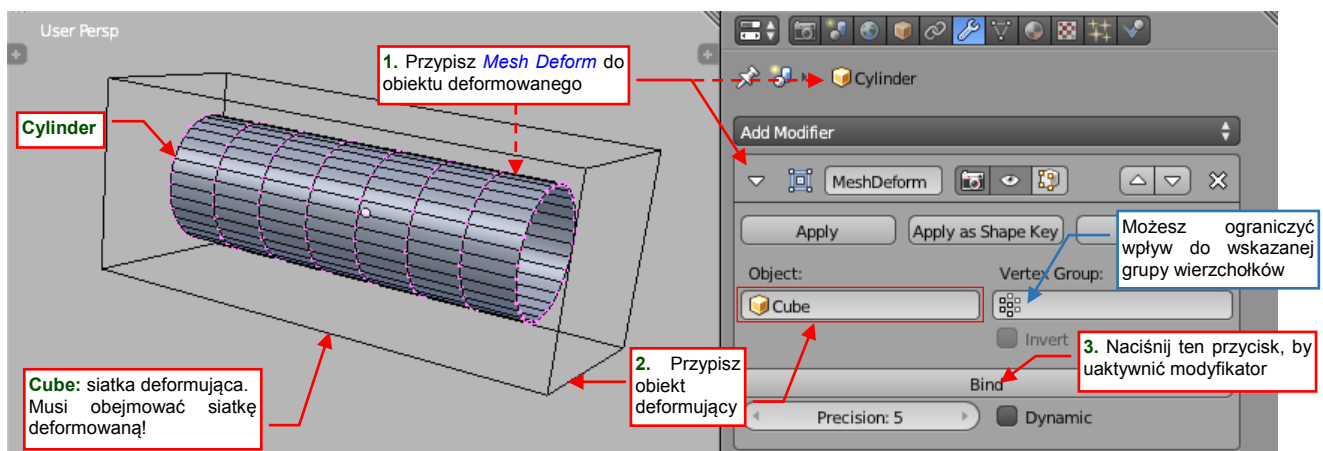 User Persp
1. Przypisz Mesh Deform do
obiektu deformowanego
Cylinder
Cube: siatka deformująca.
Musi obejmować siatkę
deformowaną!
2. Przypisz
obiekt
deformujący
Cylinder
Add Modifier
MeshDeform
Apply
Apply as Shape Key
Możesz ograniczyć
wpływ do wskazanej
grupy wierzchołków
Object:
Vertex Group:
Cube
Invert
3. Naciśnij ten przycisk, by
uaktywnić modyfikator
Bind
Precision: 5
Dynamic